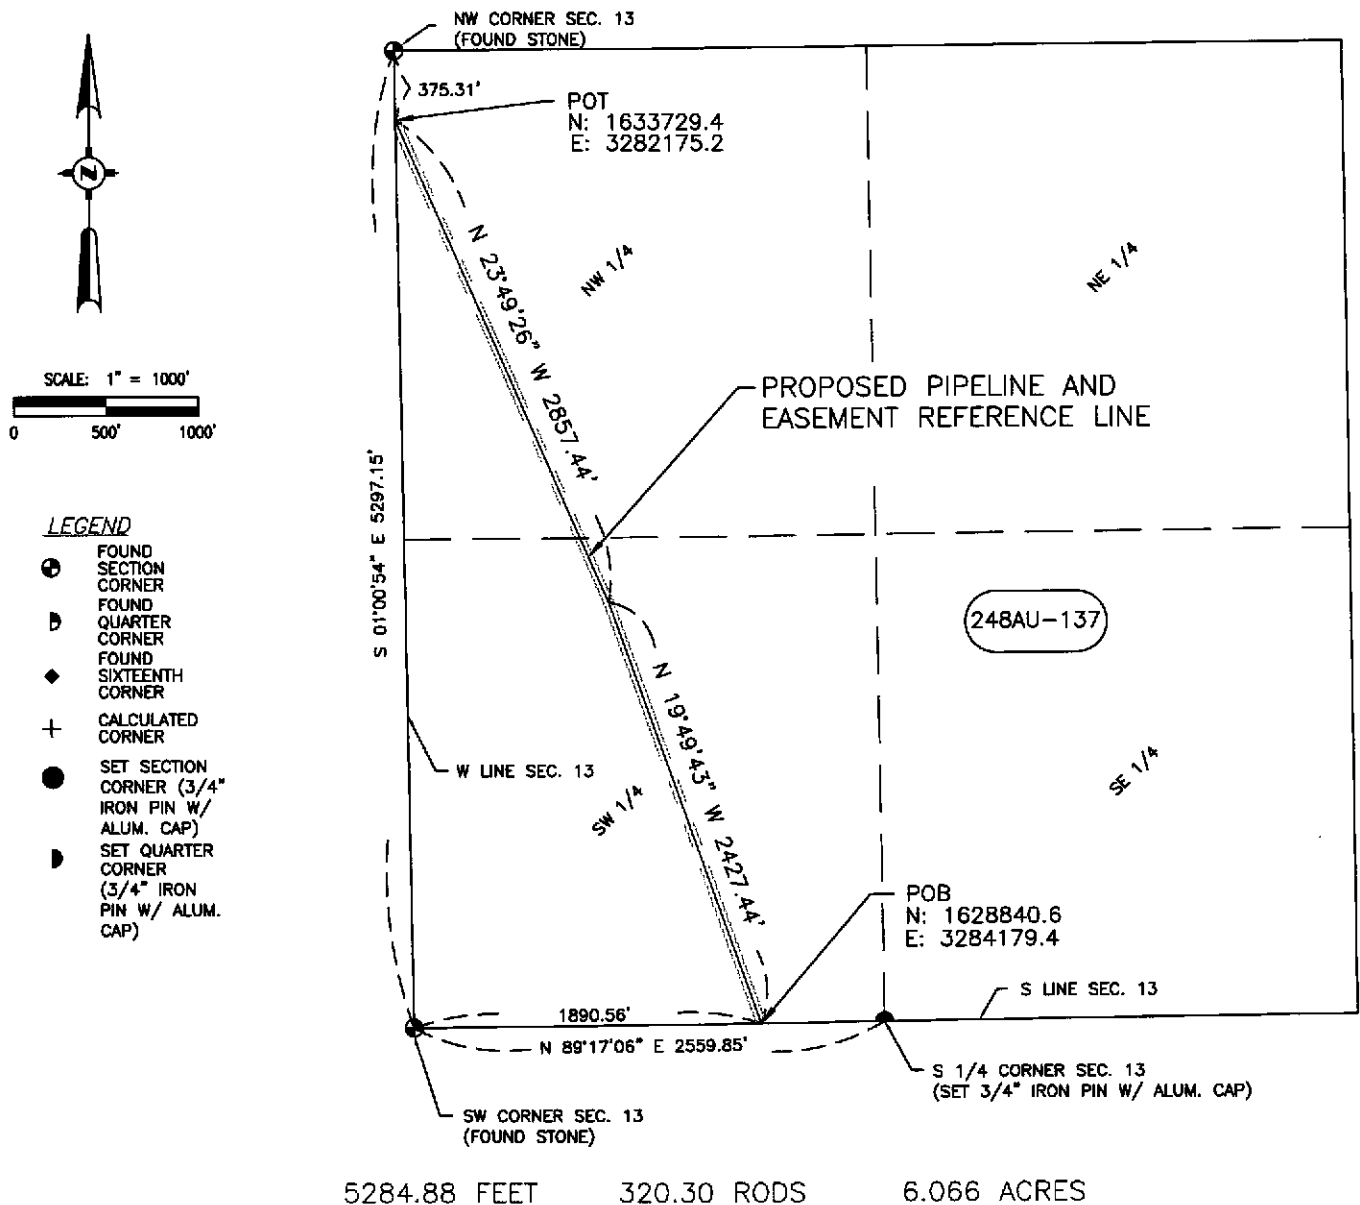 NW CORNER SEC. 13
(FOUND STONE)
375.31'
POT
N: 1633729.4
E: 3282175.2
N
SCALE: 1" = 1000'
0 500' 1000'
N 23°49'26" W 2857.44'
NW 1/4
NE 1/4
PROPOSED PIPELINE AND
EASEMENT REFERENCE LINE
S 01°00'54" E 5297.15'
LEGEND
FOUND
SECTION
CORNER
FOUND
QUARTER
CORNER
FOUND
SIXTEENTH
CORNER
CALCULATED
CORNER
SET SECTION
CORNER (3/4"
IRON PIN W/
ALUM. CAP)
SET QUARTER
CORNER
(3/4" IRON
PIN W/ ALUM.
CAP)
248AU-137
N 19°49'43" W 2427.44'
W LINE SEC. 13
SW 1/4
SE 1/4
POB
N: 1628840.6
E: 3284179.4
S LINE SEC. 13
1890.56'
N 89°17'06" E 2559.85'
S 1/4 CORNER SEC. 13
(SET 3/4" IRON PIN W/ ALUM. CAP)
SW CORNER SEC. 13
(FOUND STONE)
5284.88 FEET 320.30 RODS 6.066 ACRES